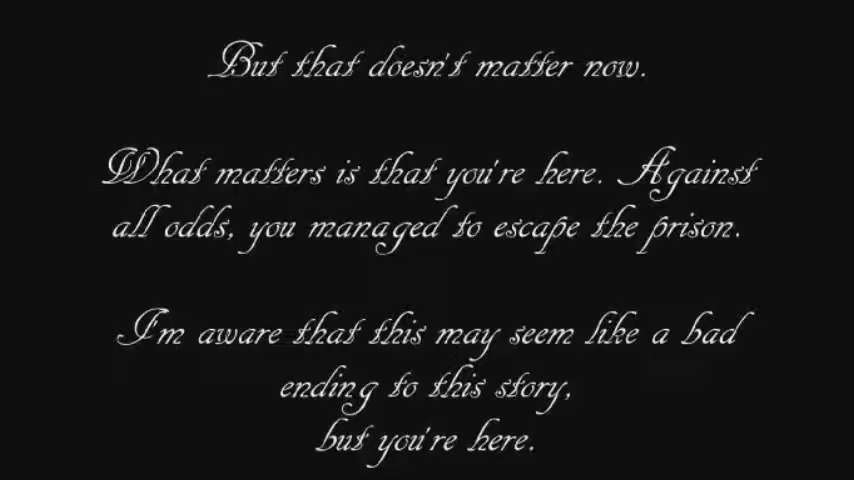 But that doesn't matter now.
What matters is that you're here. Against
all odds, you managed to escape the prison.
I'm aware that this may seem like a bad
ending to this story,
but you're here.